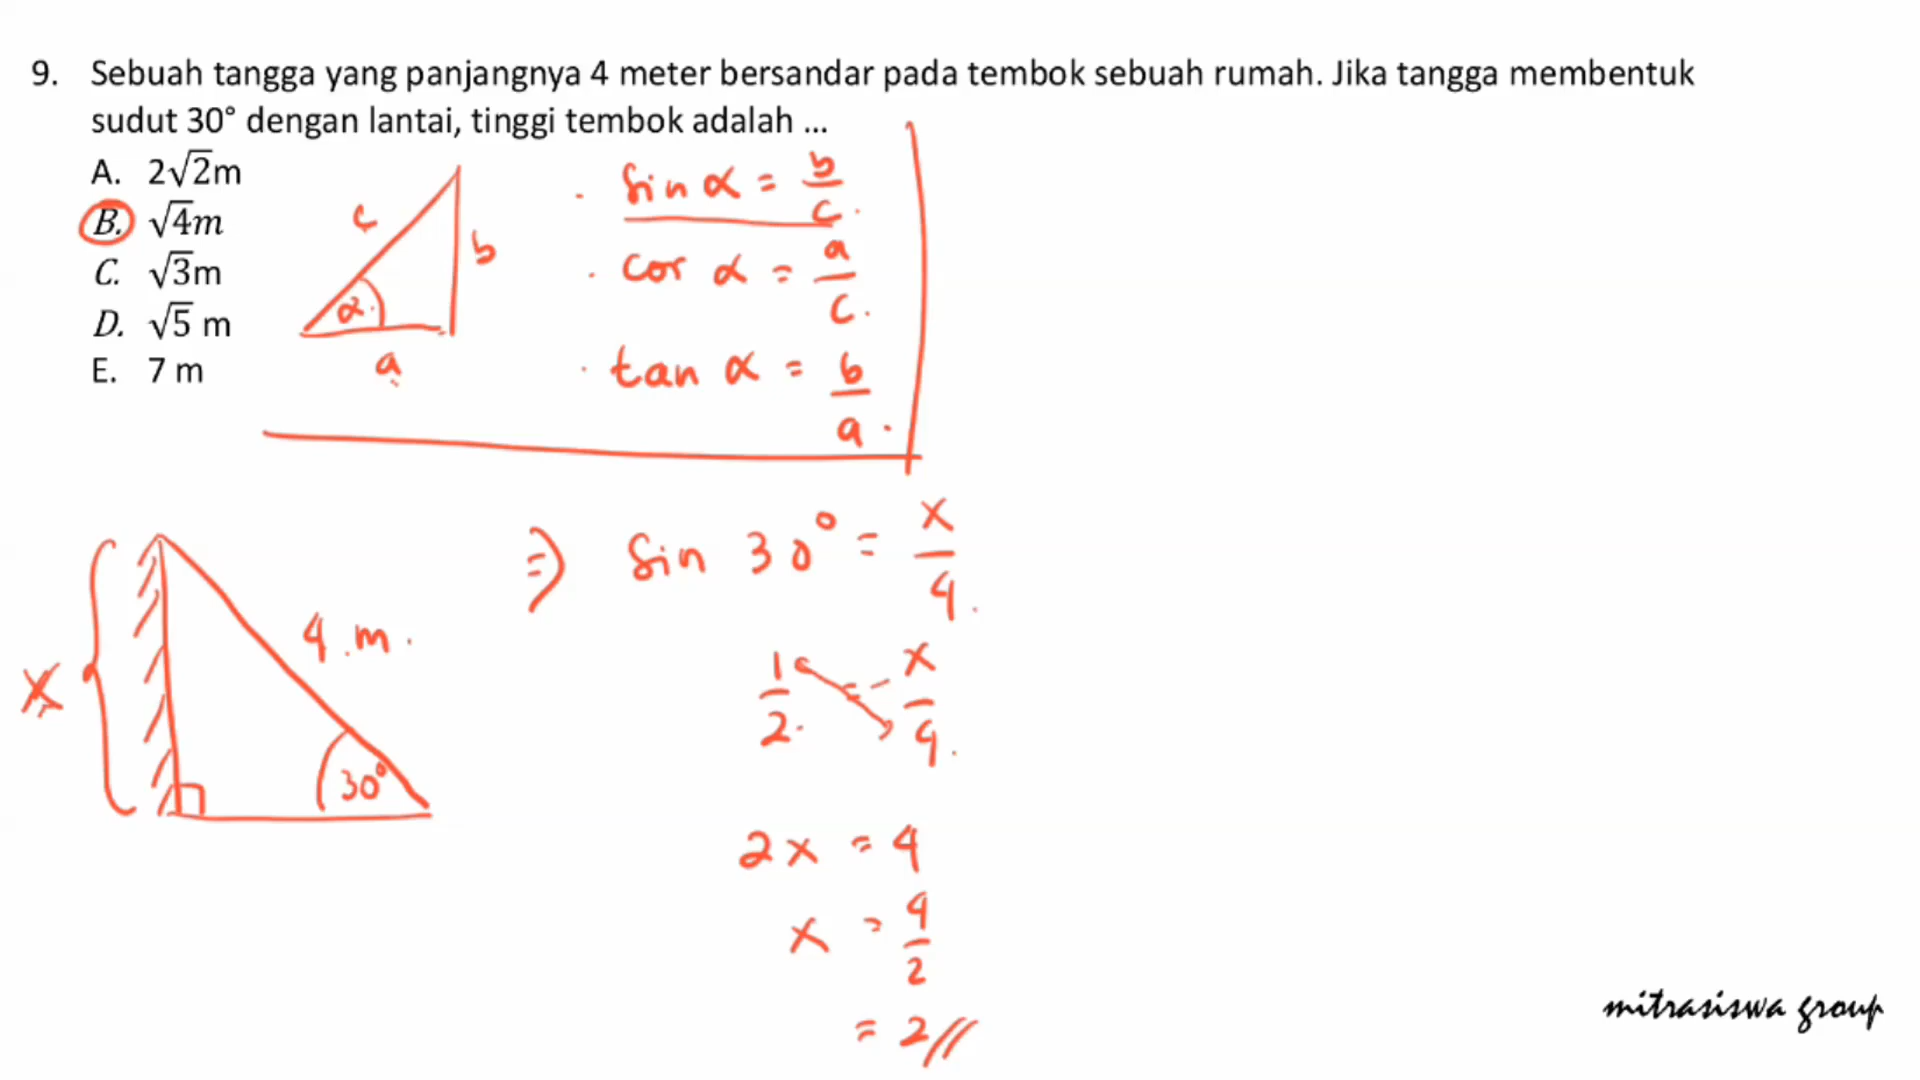 9. Sebuah tangga yang panjangnya 4 meter bersandar pada tembok sebuah rumah. Jika tangga membentuk
sudut 30° dengan lantai, tinggi tembok adalah ...
A. 2√2m
B. √4m
C. √3m
D. √5 m
E. 7 m
c
b
α
a
. sin α = b/c.
. cos α = a/c.
. tan α = b/a.
x
4 m.
30°
⇒ sin 30° = x/4.
1/2. = x/4.
2x = 4
x = 4/2
= 2//
mitrasiswa group